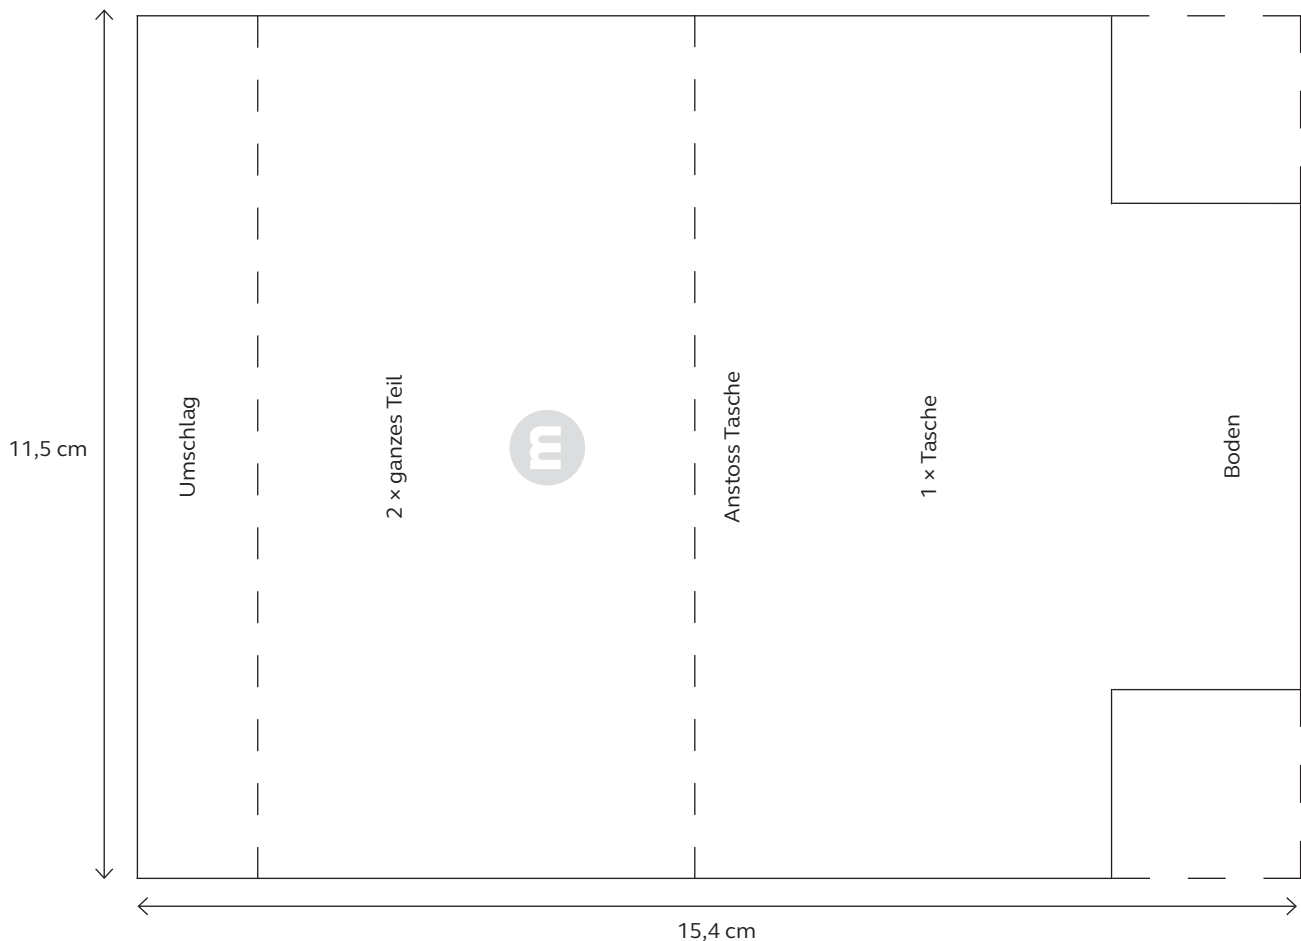 11,5 cm
Umschlag
2 × ganzes Teil
m
Anstoss Tasche
1 × Tasche
Boden
15,4 cm